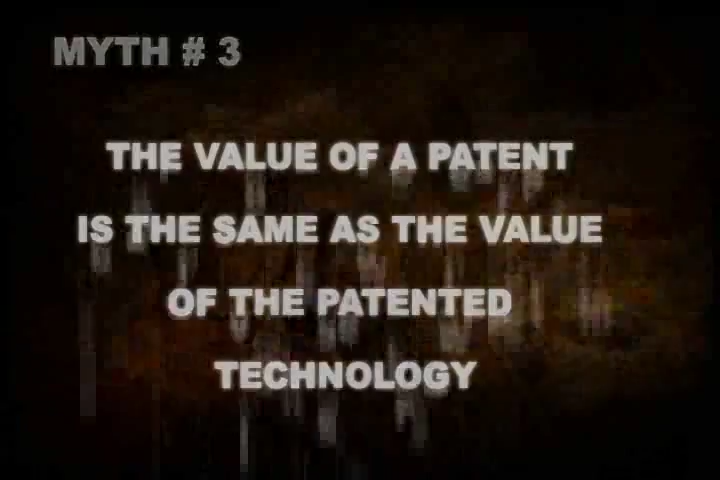 MYTH # 3
THE VALUE OF A PATENT
IS THE SAME AS THE VALUE
OF THE PATENTED
TECHNOLOGY